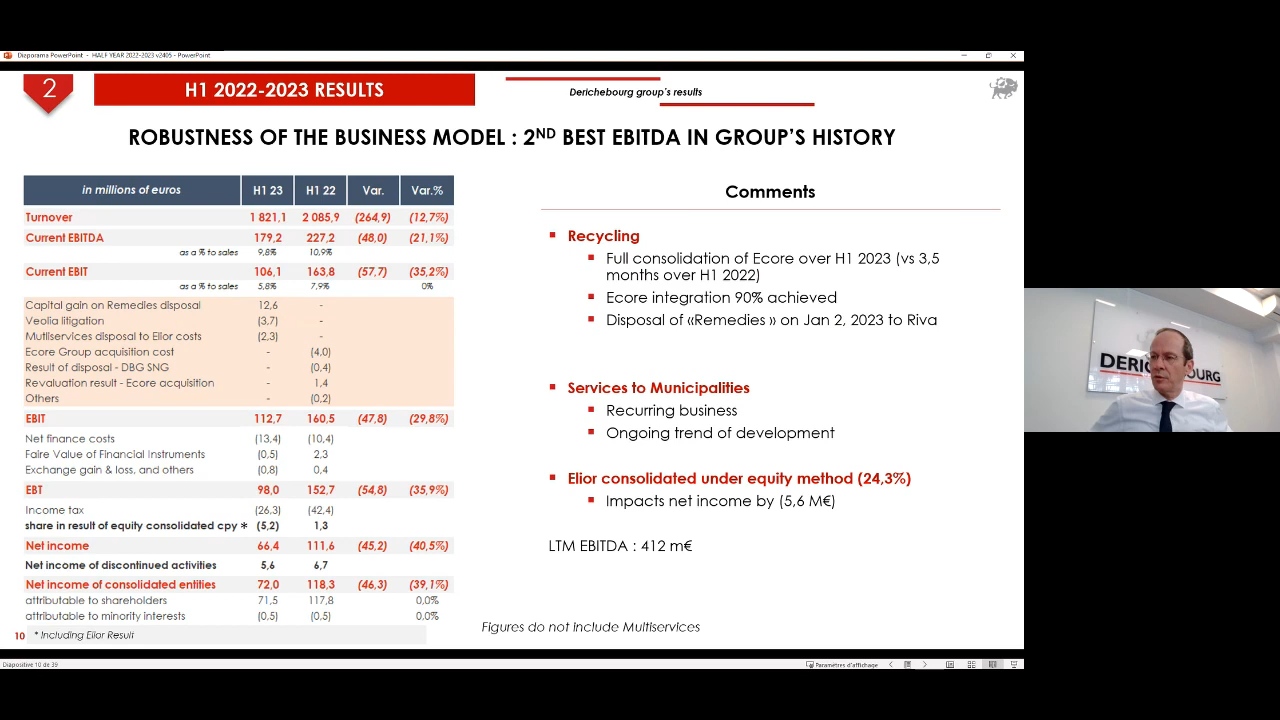 Diaporama PowerPoint - HALF YEAR 2022-2023 v2405 - PowerPoint
2
H1 2022-2023 RESULTS
Derichebourg group's results
ROBUSTNESS OF THE BUSINESS MODEL : 2ND BEST EBITDA IN GROUP'S HISTORY
in millions of euros H1 23 H1 22 Var. Var.%
Turnover 1 821,1 2 085,9 (264,9) (12,7%)
Current EBITDA 179,2 227,2 (48,0) (21,1%)
as a % to sales 9,8% 10,9%
Current EBIT 106,1 163,8 (57,7) (35,2%)
as a % to sales 5,8% 7,9% 0%
Capital gain on Remedies disposal 12,6 -
Veolia litigation (3,7) -
Mutliservices disposal to Elior costs (2,3) -
Ecore Group acquisition cost - (4,0)
Result of disposal - DBG SNG - (0,4)
Revaluation result - Ecore acquisition - 1,4
Others - (0,2)
EBIT 112,7 160,5 (47,8) (29,8%)
Net finance costs (13,4) (10,4)
Faire Value of Financial Instruments (0,5) 2,3
Exchange gain & loss, and others (0,8) 0,4
EBT 98,0 152,7 (54,8) (35,9%)
Income tax (26,3) (42,4)
share in result of equity consolidated cpy * (5,2) 1,3
Net income 66,4 111,6 (45,2) (40,5%)
Net income of discontinued activities 5,6 6,7
Net income of consolidated entities 72,0 118,3 (46,3) (39,1%)
attributable to shareholders 71,5 117,8 0,0%
attributable to minority interests (0,5) (0,5) 0,0%
10 * Including Elior Result
Comments
Recycling
Full consolidation of Ecore over H1 2023 (vs 3,5
months over H1 2022)
Ecore integration 90% achieved
Disposal of «Remedies » on Jan 2, 2023 to Riva
Services to Municipalities
Recurring business
Ongoing trend of development
Elior consolidated under equity method (24,3%)
Impacts net income by (5,6 M€)
LTM EBITDA : 412 m€
Figures do not include Multiservices
Diapositive 10 de 39
Paramètres d'affichage
DERIC BOURG